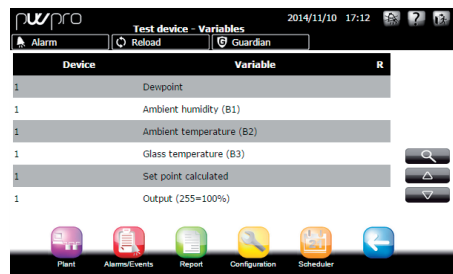 pwpro
Test device - Variables
2014/11/10 17:12
?
Alarm
Reload
Guardian
Device Variable R
1 Dewpoint
1 Ambient humidity (B1)
1 Ambient temperature (B2)
1 Glass temperature (B3)
1 Set point calculated
1 Output (255=100%)
Plant Alarms/Events Report Configuration Scheduler